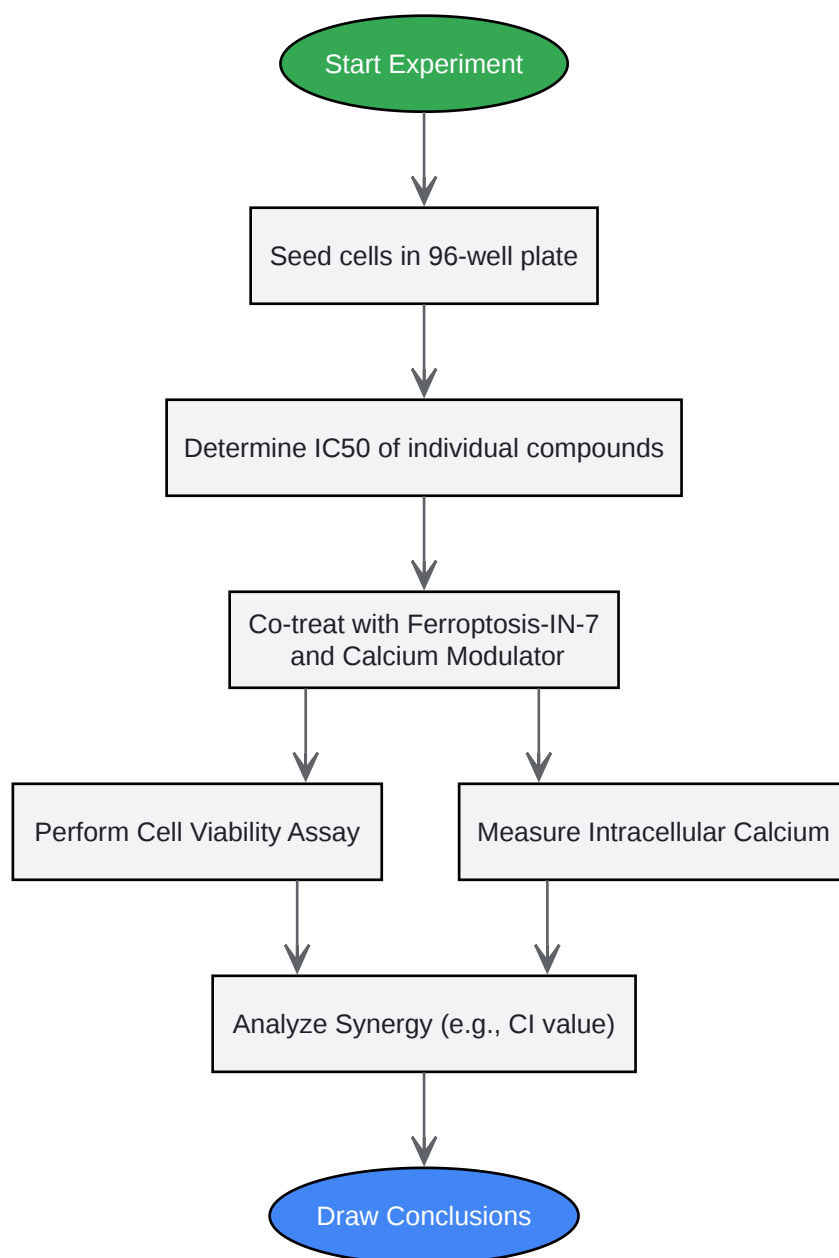 Start Experiment
Seed cells in 96-well plate
Determine IC50 of individual compounds
Co-treat with Ferroptosis-IN-7
and Calcium Modulator
Perform Cell Viability Assay
Measure Intracellular Calcium
Analyze Synergy (e.g., CI value)
Draw Conclusions